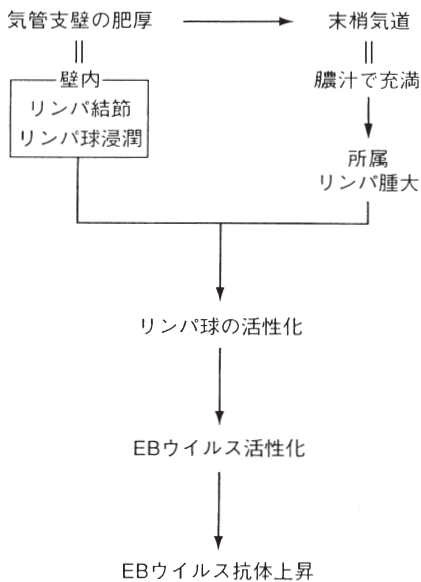 気管支壁の肥厚
末梢気道
壁内
膿汁で充満
リンパ結節
リンパ球浸潤
所属
リンパ腫大
リンパ球の活性化
EBウイルス活性化
EBウイルス抗体上昇